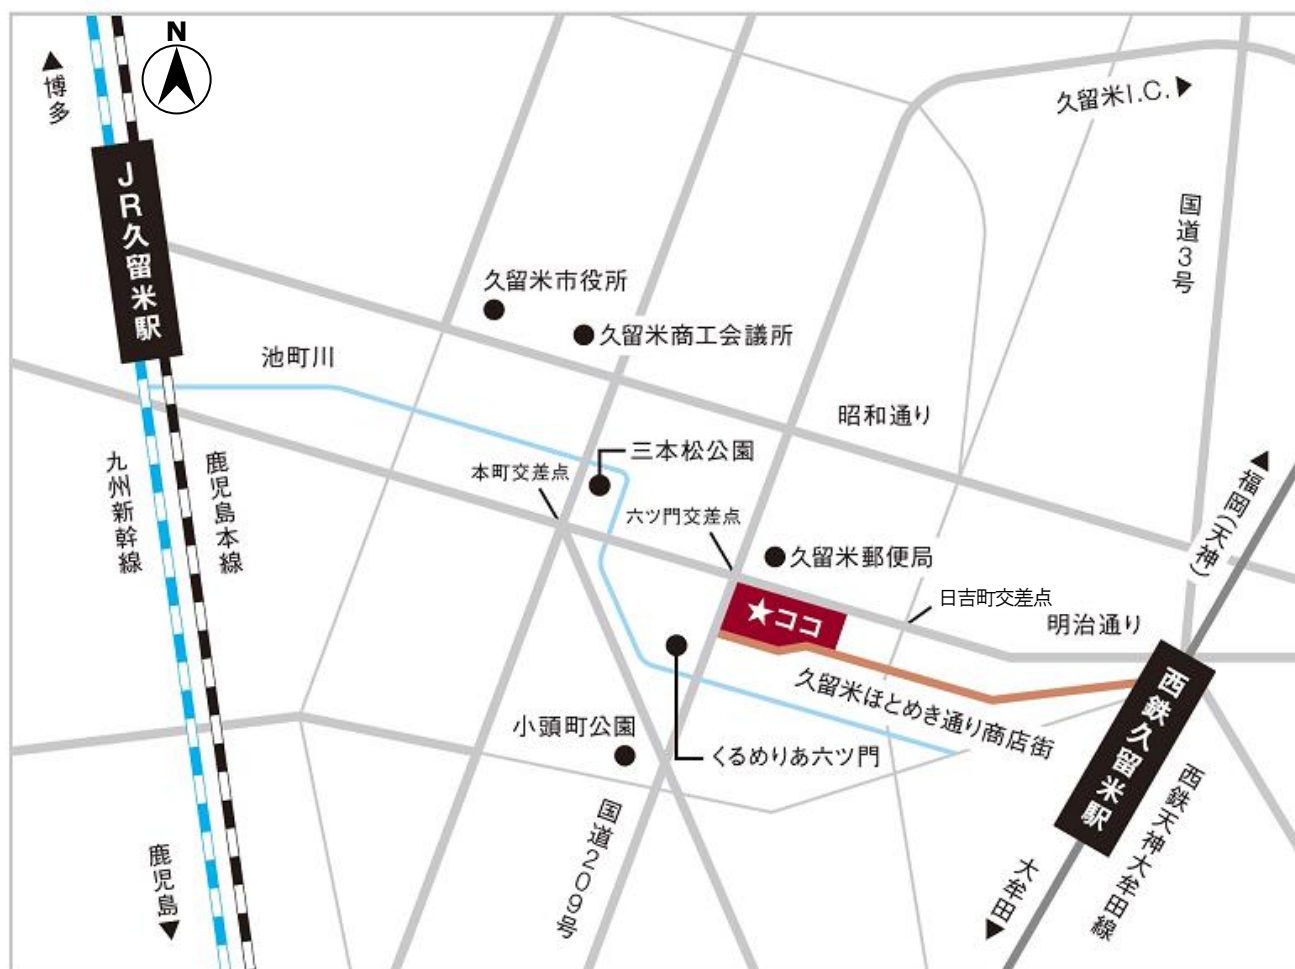 N
博多
JR久留米駅
久留米I.C.
国道3号
久留米市役所
久留米商工会議所
池町川
昭和通り
三本松公園
本町交差点
六ツ門交差点
九州新幹線
鹿児島本線
福岡(天神)
久留米郵便局
★ココ
日吉町交差点
明治通り
久留米ほとめき通り商店街
西鉄久留米駅
小頭町公園
くるめりあ六ツ門
国道209号
西鉄天神大牟田線
鹿児島
大牟田